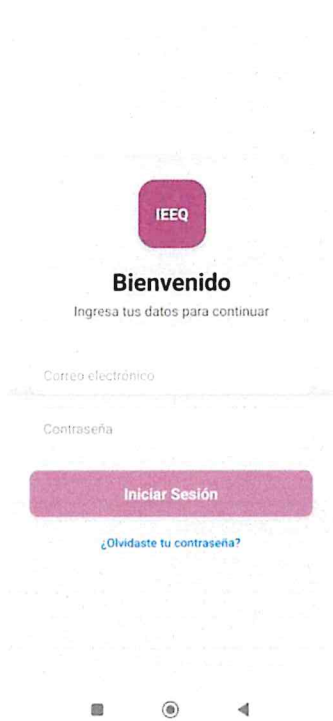 IEEQ
Bienvenido
Ingresa tus datos para continuar
Correo electrónico
Contraseña
Iniciar Sesión
¿Olvidaste tu contraseña?